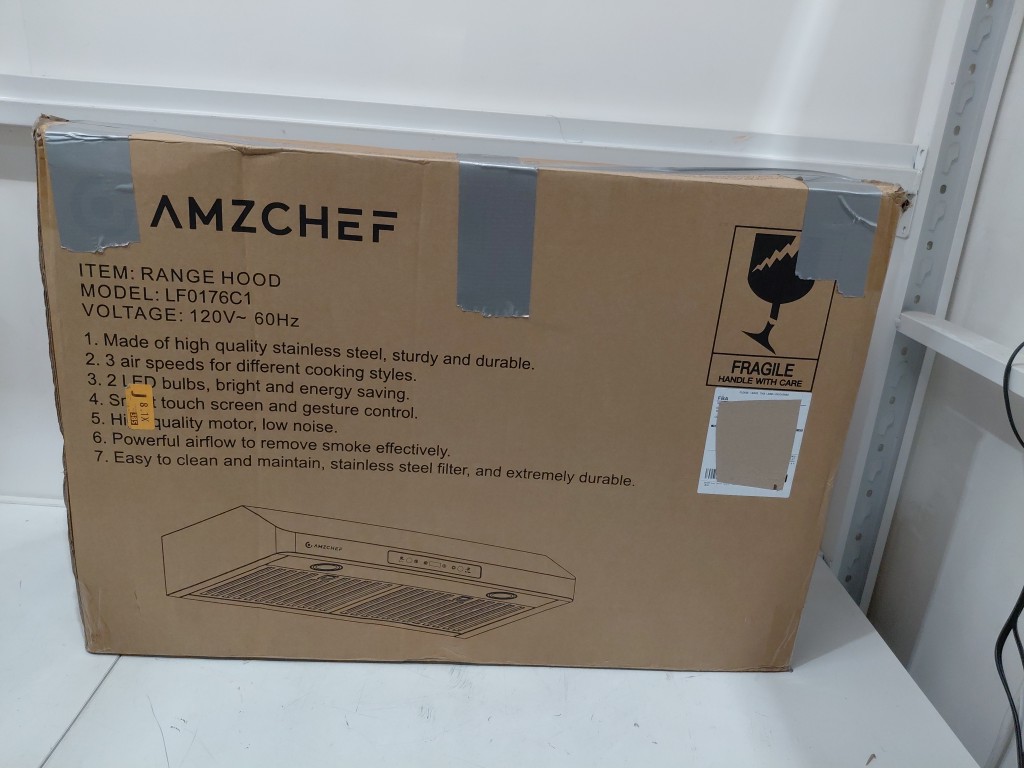 AMZCHEF
ITEM: RANGE HOOD
MODEL: LF0176C1
VOLTAGE: 120V~ 60Hz
1. Made of high quality stainless steel, sturdy and durable.
2. 3 air speeds for different cooking styles.
3. 2 LED bulbs, bright and energy saving.
4. Sm t touch screen and gesture control.
5. Hi quality motor, low noise.
6. Powerful airflow to remove smoke effectively.
7. Easy to clean and maintain, stainless steel filter, and extremely durable.
FRAGILE
HANDLE WITH CARE
AMZCHEF